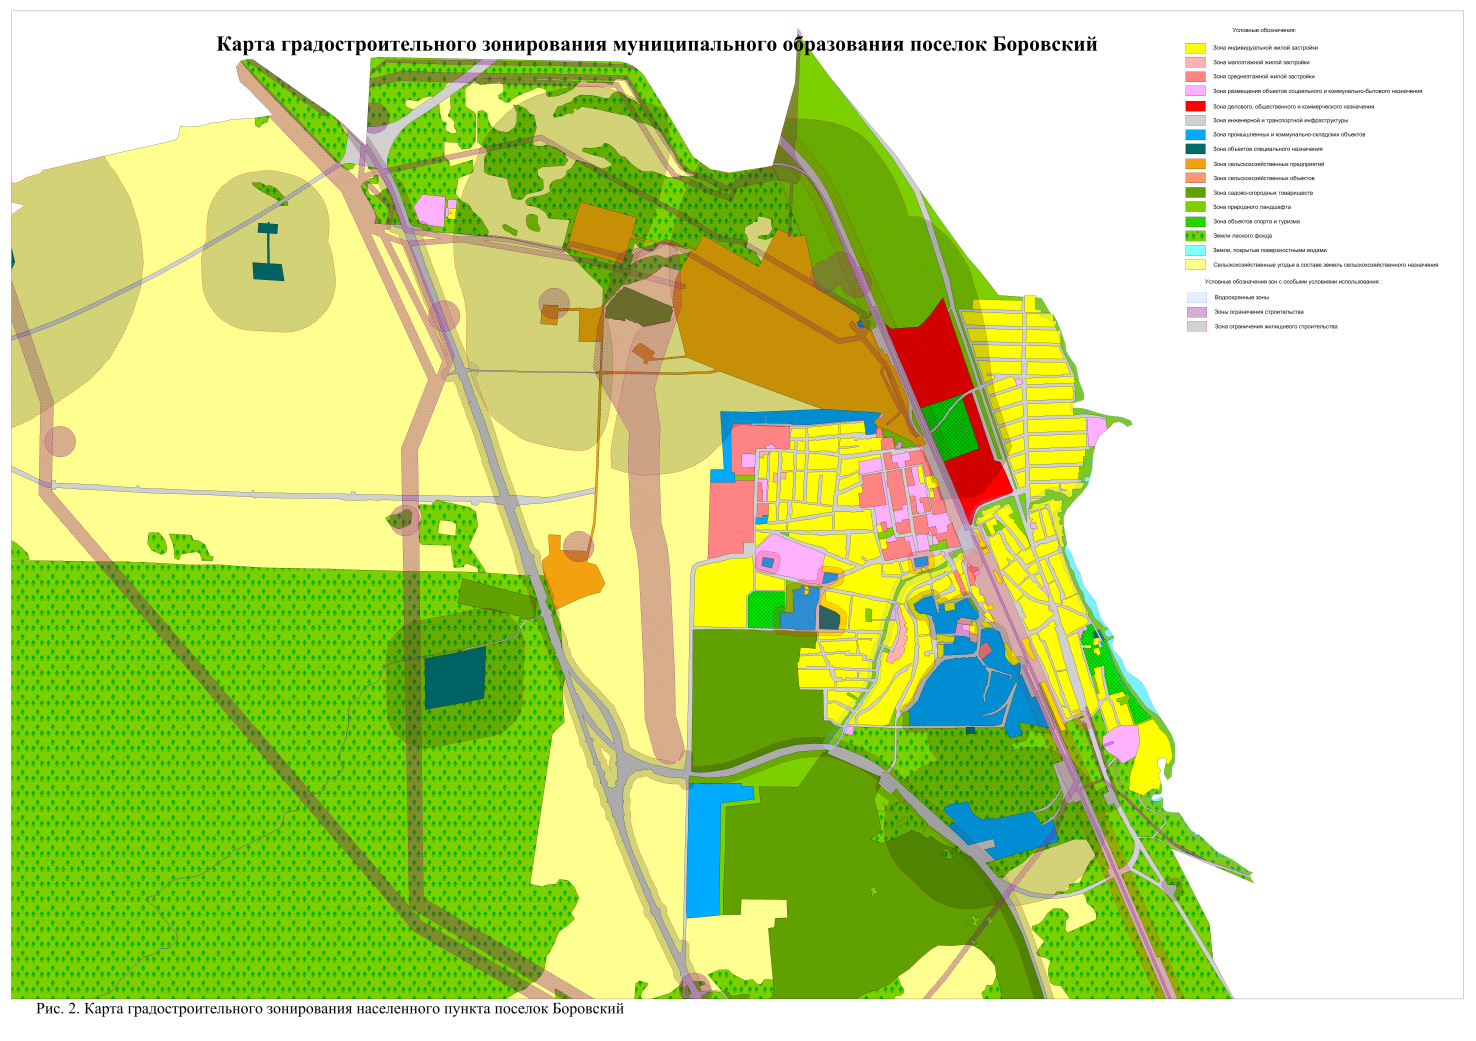 Карта градостроительного зонирования муниципального образования поселок Боровский
Условные обозначения:
Зона индивидуальной жилой застройки
Зона малоэтажной жилой застройки
Зона среднеэтажной жилой застройки
Зона размещения объектов социального и коммунально-бытового назначения
Зона делового, общественного и коммерческого назначения
Зона инженерной и транспортной инфраструктуры
Зона промышленных и коммунально-складских объектов
Зона объектов специального назначения
Зона сельскохозяйственных предприятий
Зона сельскохозяйственных объектов
Зона садово-огородных товариществ
Зона природного ландшафта
Зона объектов спорта и туризма
Земли лесного фонда
Земли, покрытые поверхностными водами
Сельскохозяйственные угодья в составе земель сельскохозяйственного назначения
Условные обозначения зон с особыми условиями использования :
Водоохранные зоны
Зоны ограничения строительства
Зона ограничения жилищнеого строительства
Рис. 2. Карта градостроительного зонирования населенного пункта поселок Боровский